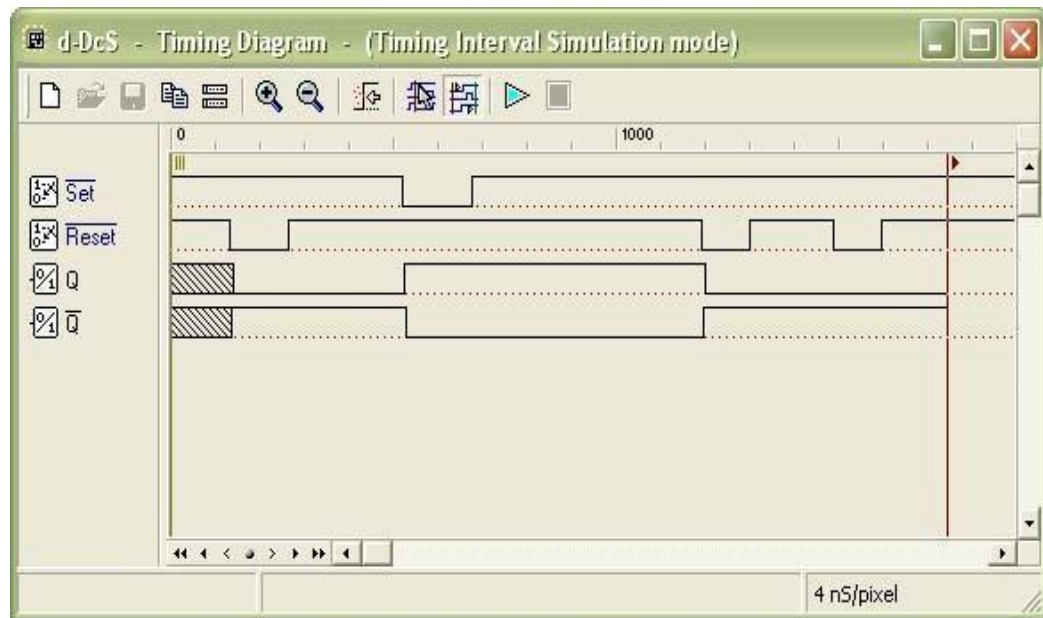 d-DcS - Timing Diagram - (Timing Interval Simulation mode)
0 1000
Set
Reset
Q
Q̅
4 nS/pixel